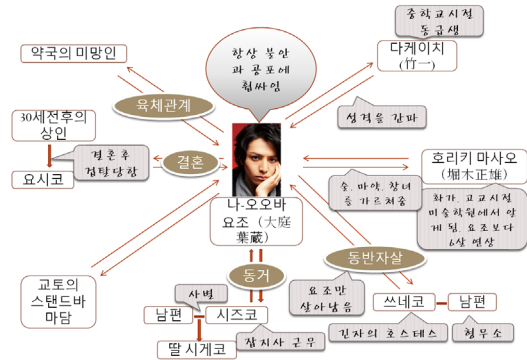 중학교시절
동급생
약국의 미망인
항상 불안
과 공포에
휩싸임
다케이치
(竹一)
육체관계
성격을 간파
30세전후의
상인
결혼 후
겁탈당함
결혼
요시코
호리키 마사오
(堀木正雄)
술, 마약, 창녀
등 가르쳐줌
화가. 고교시절
미술학원에서 알
게 됨. 요조보다
6살 연상
나-오오바
요조 (大庭
葉蔵)
동반자살
동거
교토의
스탠드바
마담
사별
요조만
살아남음
남편
시즈코
쓰네코
남편
딸 시게코
잡지사 근무
긴자의 호스테스
형무소